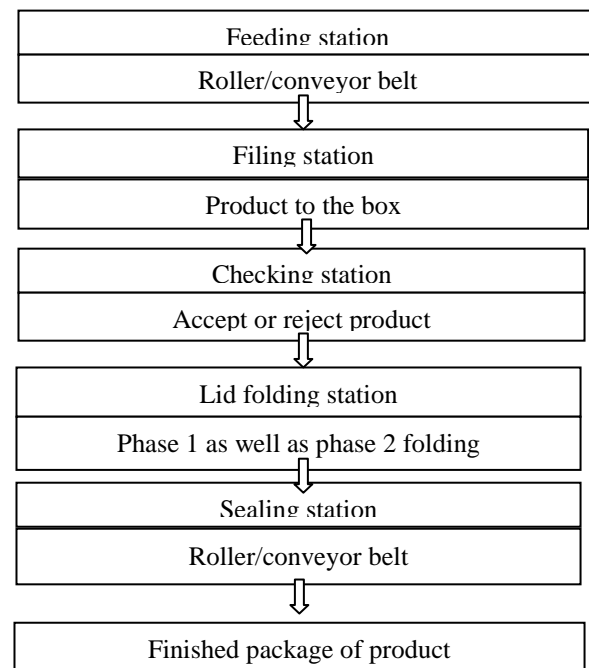 Feeding station
Roller/conveyor belt
Filing station
Product to the box
Checking station
Accept or reject product
Lid folding station
Phase 1 as well as phase 2 folding
Sealing station
Roller/conveyor belt
Finished package of product